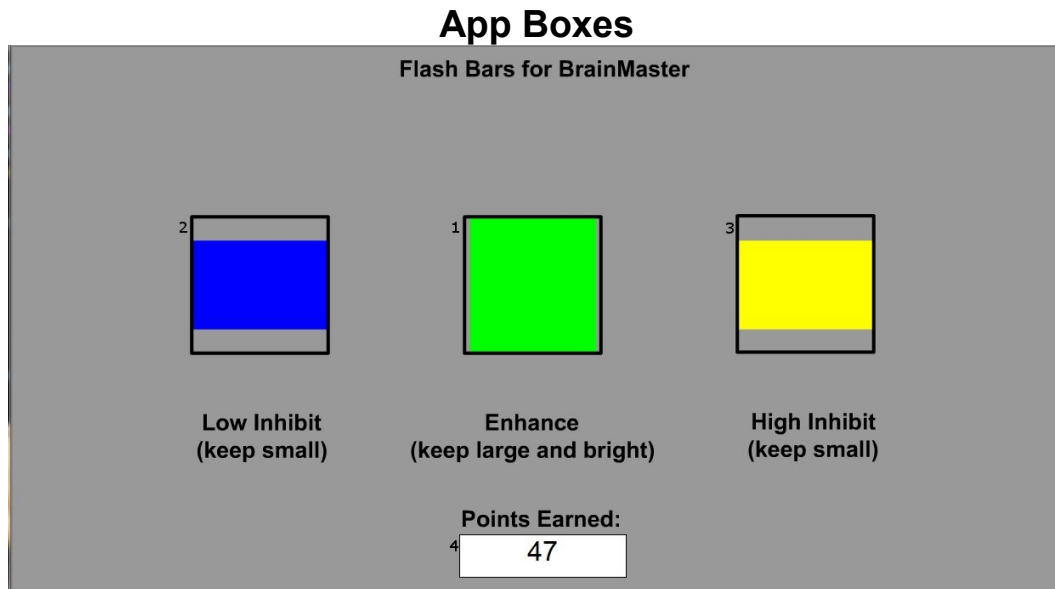 App Boxes
Flash Bars for BrainMaster
2
1
3
Low Inhibit
(keep small)
Enhance
(keep large and bright)
High Inhibit
(keep small)
Points Earned:
4
47